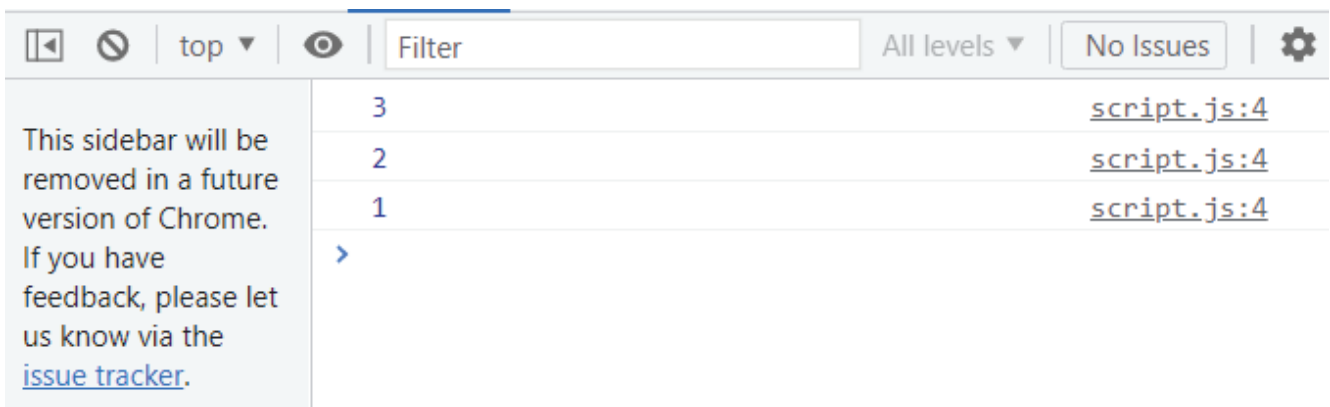 top ▼ Filter All levels ▼ No Issues
3 script.js:4
2 script.js:4
1 script.js:4
This sidebar will be
removed in a future
version of Chrome.
If you have
feedback, please let
us know via the
issue tracker.